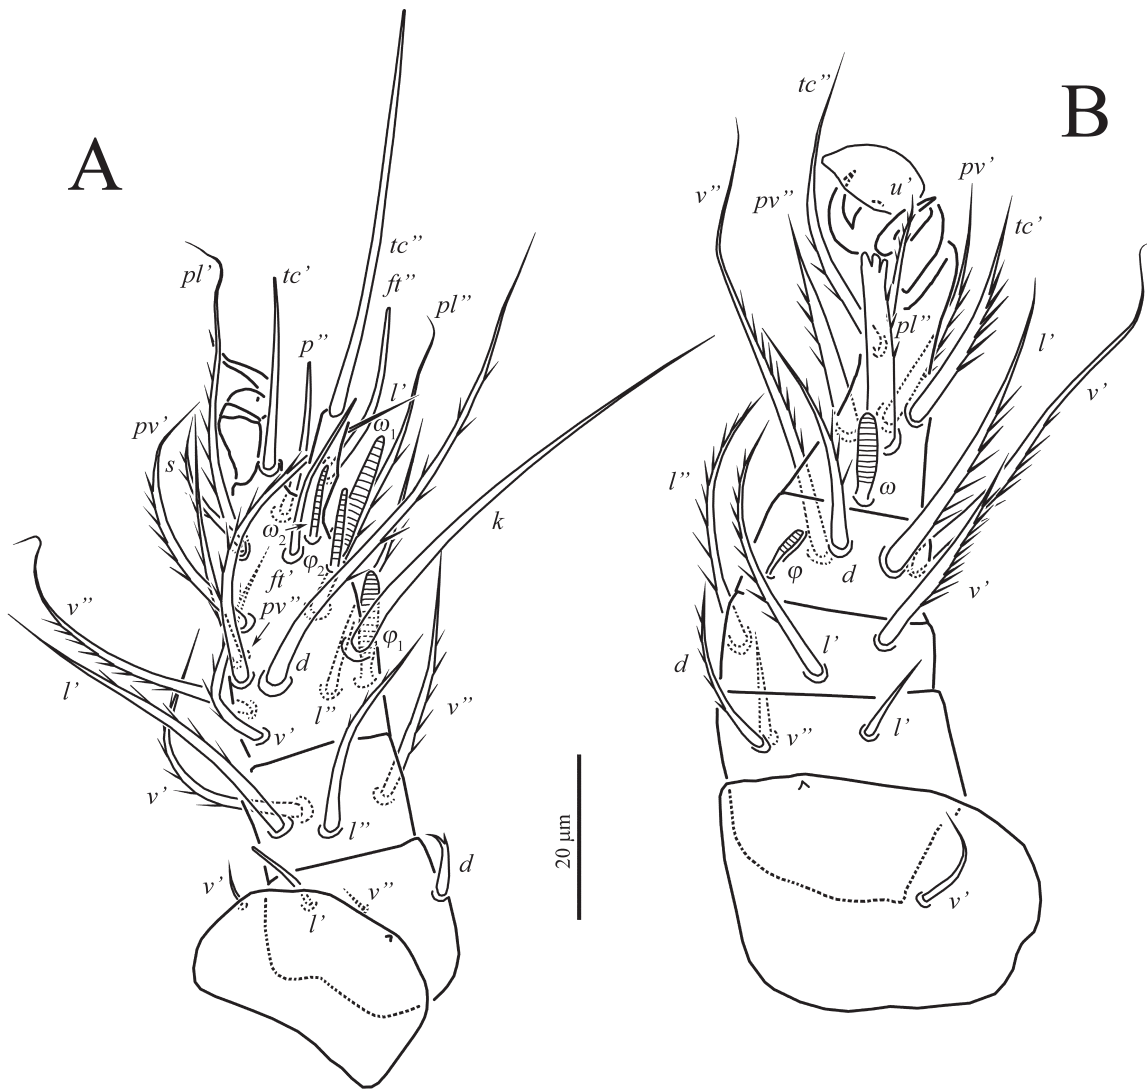 A
B
tc’’
v’’
pv’’
u’
pv’
tc’
pl’
tc’
tc’’
ft’’
pl’’
p’’
l’
ω1
pv’
s
k
ω2
φ2
ft’
pv’’
φ1
d
v’’
l’
l’’
v’’
v’
v’
l’’
d
v’
v’’
l’
20 μm
pl’’
l’
v’
l’’
ω
φ
d
v’
d
l’
v’’
l’
v’